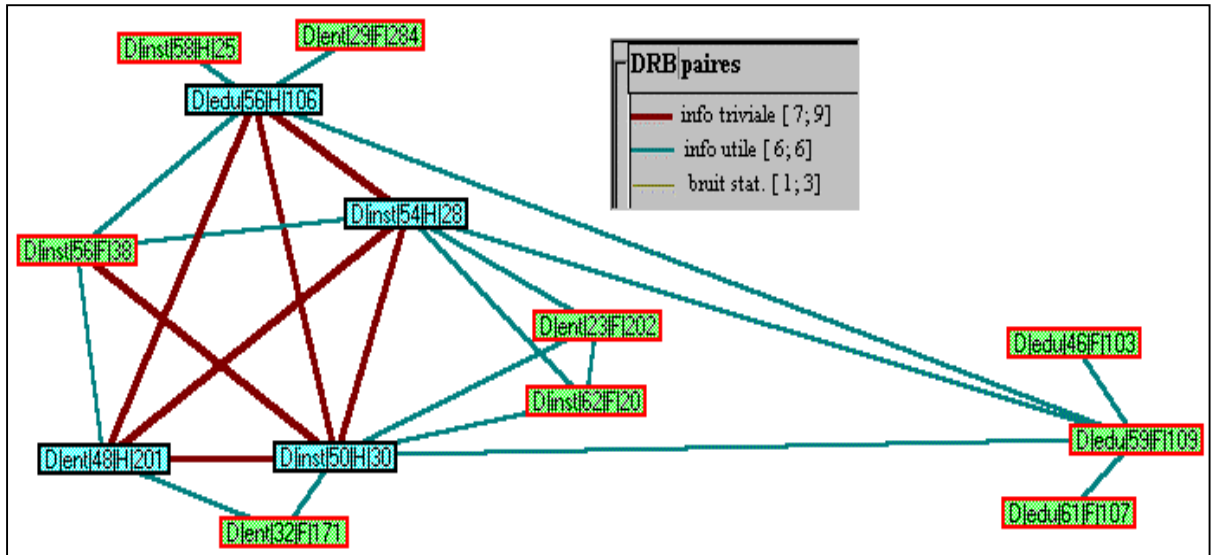 D|inst|58|H|25
D|ent|29|F|284
D|edu|56|H|106
DRB paires
info triviale [ 7; 9]
info utile [ 6; 6]
bruit stat. [ 1; 3]
D|inst|54|H|28
D|inst|56|F|38
D|ent|23|F|202
D|edu|46|F|103
D|inst|62|F|20
D|edu|59|F|109
D|ent|48|H|201
D|inst|50|H|30
D|edu|61|F|107
D|ent|32|F|171